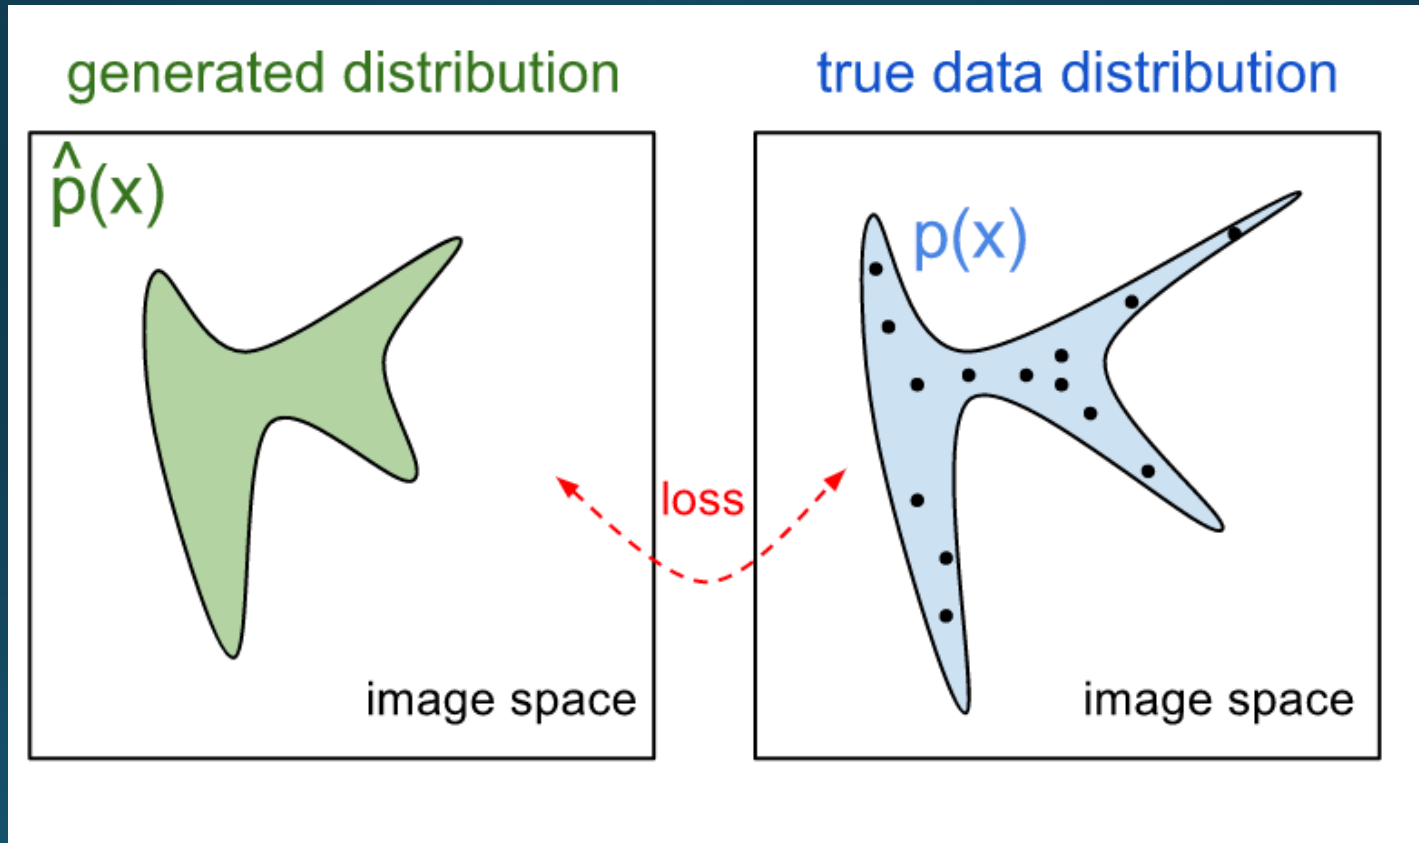 generated distribution
true data distribution
p̂(x)
p(x)
loss
image space
image space